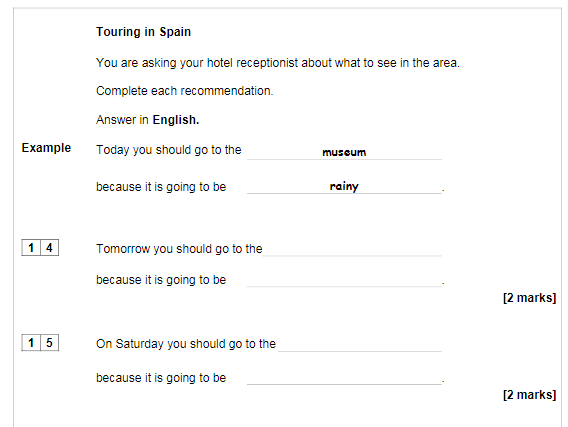 Touring in Spain
You are asking your hotel receptionist about what to see in the area.
Complete each recommendation.
Answer in English.
Example Today you should go to the museum
because it is going to be rainy .
1 4 Tomorrow you should go to the
because it is going to be .
[2 marks]
1 5 On Saturday you should go to the
because it is going to be .
[2 marks]